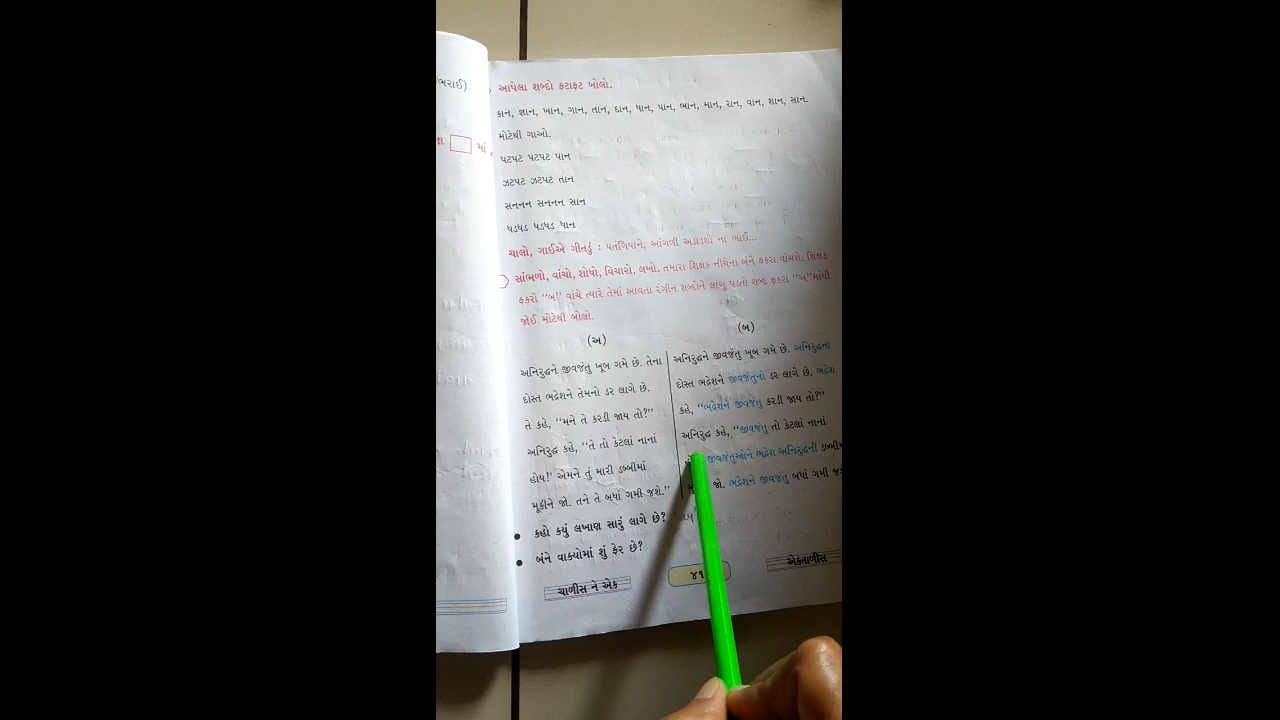 ભરાઈ)
ના
માં
આપેલા શબ્દો ફટાફટ બોલો.
કાન, જ્ઞાન, ખાન, ગાન, તાન, દાન, ધાન, પાન, ભાન, માન, રાન, વાન, શાન, સાન.
મોટેથી ગાઓ.
પટપટ પટપટ પાન
ઝટપટ ઝટપટ તાન
સનનન સનનન સાન
ધડધડ ધડધડ ધાન
ચાલો, ગાઈએ ગીતડું : પતંગિયાને, આંગળી અડાડશો ના ભાઈ...
સાંભળો, વાંચો, શોધો, વિચારો, લખો. તમારા શિક્ષક નીચેના બંને ફકરા વાંચશે. શિક્ષક
ફકરો ‘‘બ’’ વાંચે ત્યારે તેમાં આવતા રંગીન શબ્દોને લાગુ પડતો શબ્દ ફકરા ‘‘અ’’માંથી
જોઈ મોટેથી બોલો.
(અ)
અનિરુદ્ધને જીવજંતુ ખૂબ ગમે છે. તેના
દોસ્ત ભદ્રેશને તેમનો ડર લાગે છે.
તે કહે, ‘‘મને તે કરડી જાય તો?’’
અનિરુદ્ધ કહે, ‘‘તે તો કેટલાં નાનાં
હોય!’ એમને તું મારી ડબ્બીમાં
મૂકીને જો. તને તે બધાં ગમી જશે.’’
(બ)
અનિરુદ્ધને જીવજંતુ ખૂબ ગમે છે. અનિરુદ્ધના
દોસ્ત ભદ્રેશને જીવજંતુનો ડર લાગે છે, ભદ્રેશ
કહે, ‘‘ભદ્રેશને જીવજંતુ કરડી જાય તો?’’
અનિરુદ્ધ કહે, ‘‘જીવજંતુ તો કેટલાં નાનાં
જીવજંતુઓને ભદ્રેશ અનિરુદ્ધની
જો. ભદ્રેશને જીવજંતુ બધાં ગમી
• કહો કયું લખાણ સારું લાગે છે? 'અ'
• બંને વાક્યોમાં શું ફેર છે?
ચાળીસ ને એક
૪૧
એકતાળીસ